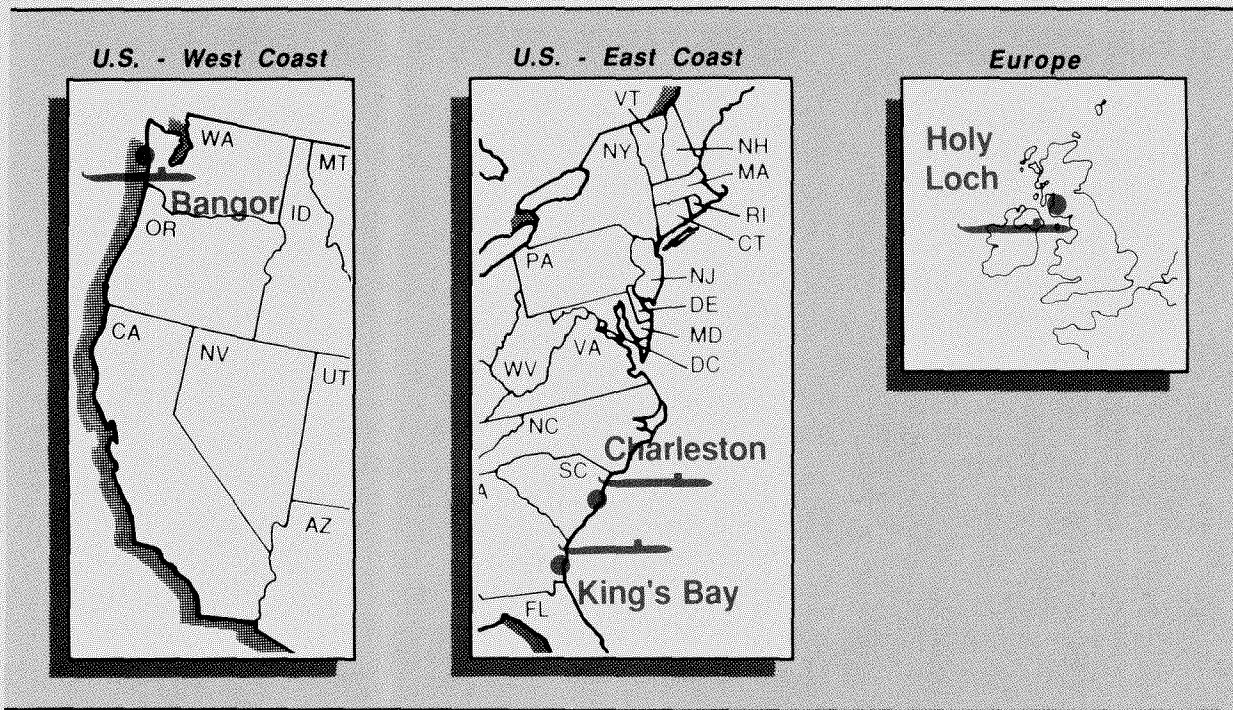 U.S. - West Coast
WA
MT
Bangor
ID
OR
CA
NV
UT
AZ
U.S. - East Coast
VT
NY
NH
MA
RI
CT
PA
NJ
DE
MD
DC
VA
WV
NC
Charleston
SC
A
King's Bay
FL
Europe
Holy
Loch